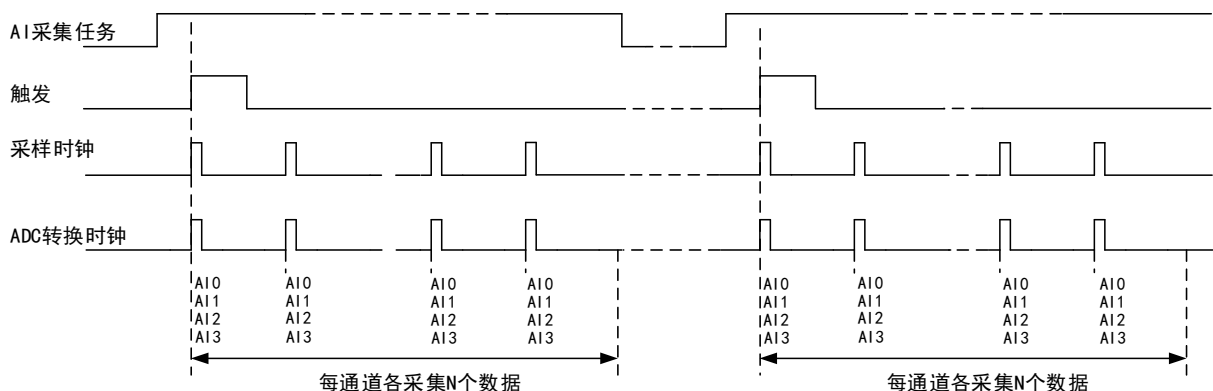 AI采集任务
触发
采样时钟
ADC转换时钟
AI0 AI0 AI0 AI0 AI0 AI0 AI0 AI0
AI1 AI1 AI1 AI1 AI1 AI1 AI1 AI1
AI2 AI2 AI2 AI2 AI2 AI2 AI2 AI2
AI3 AI3 AI3 AI3 AI3 AI3 AI3 AI3
每通道各采集N个数据 每通道各采集N个数据